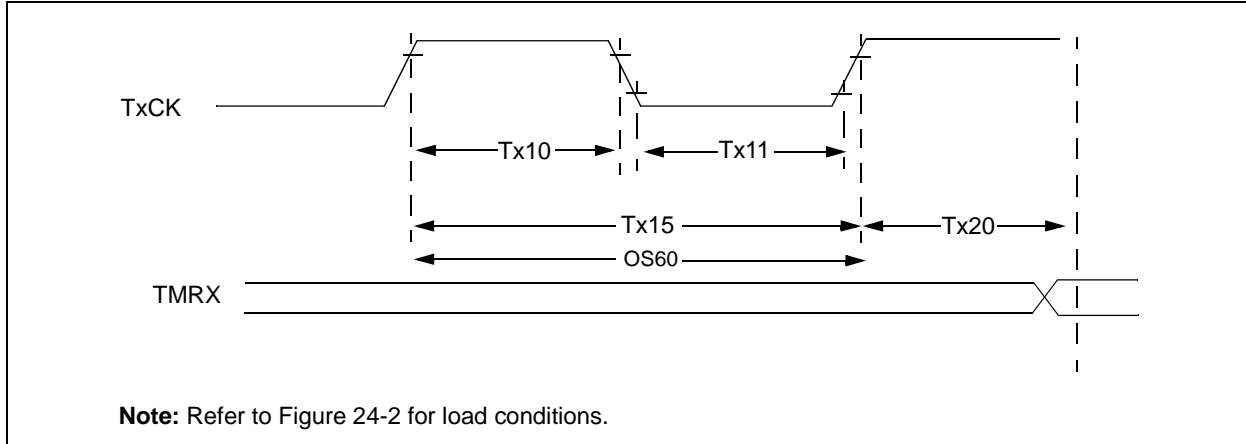 TxCK
Tx10
Tx11
Tx15
Tx20
OS60
TMRX
Note: Refer to Figure 24-2 for load conditions.